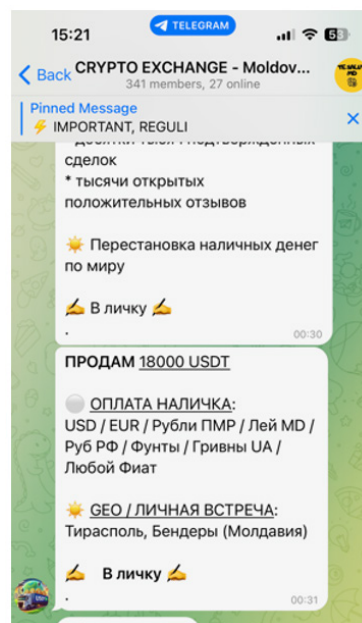 15:21
TELEGRAM
53
Back
CRYPTO EXCHANGE - Moldov...
341 members, 27 online
Pinned Message
⚡ IMPORTANT, REGULI
сделок
* тысячи открытых
положительных отзывов
☀️ Перестановка наличных денег
по миру
✍️ В личку ✍️
.
00:30
ПРОДАМ 18000 USDT
⚪ ОПЛАТА НАЛИЧКА:
USD / EUR / Рубли ПМР / Лей MD /
Руб РФ / Фунты / Гривны UA /
Любой Фиат
☀️ GEO / ЛИЧНАЯ ВСТРЕЧА:
Тирасполь, Бендеры (Молдавия)
✍️ В личку ✍️
.
00:31